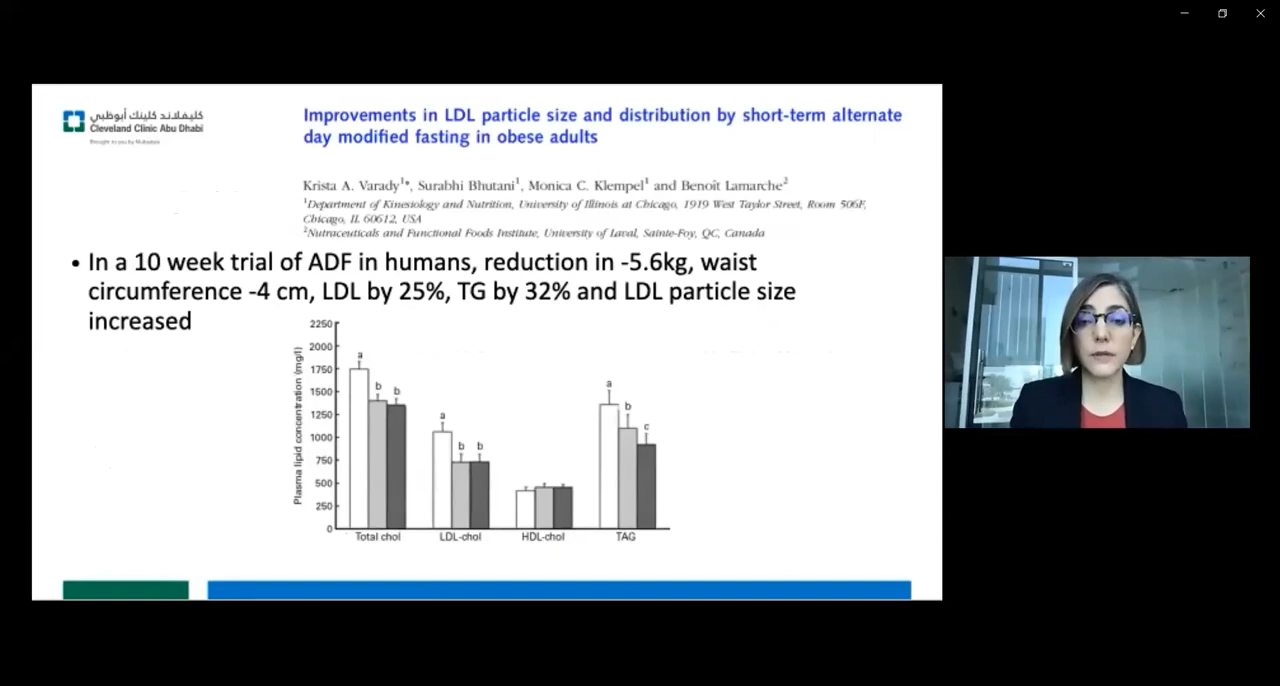 كليفلاند كلينك أبوظبي
Cleveland Clinic Abu Dhabi
Brought to you by Mubadala
Improvements in LDL particle size and distribution by short-term alternate
day modified fasting in obese adults
Krista A. Varady1*, Surabhi Bhutani1, Monica C. Klempel1 and Benoît Lamarche2
1Department of Kinesiology and Nutrition, University of Illinois at Chicago, 1919 West Taylor Street, Room 506F,
Chicago, IL 60612, USA
2Nutraceuticals and Functional Foods Institute, University of Laval, Sainte-Foy, QC, Canada
• In a 10 week trial of ADF in humans, reduction in -5.6kg, waist
circumference -4 cm, LDL by 25%, TG by 32% and LDL particle size
increased
Plasma lipid concentration (mg/l)
2250
2000
1750
1500
1250
1000
750
500
250
0
a
b b
a
b b
a
b
c
Total chol LDL-chol HDL-chol TAG